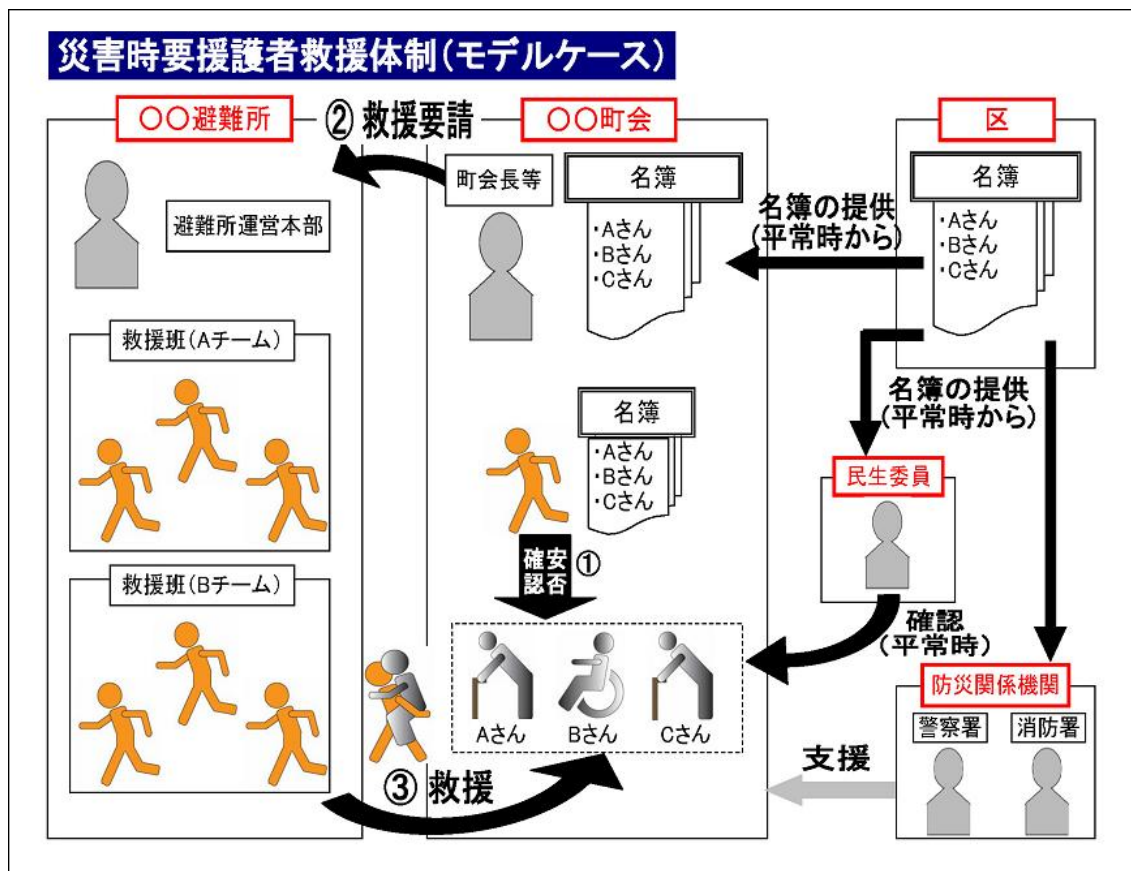 災害時要援護者救援体制(モデルケース)
〇〇避難所
② 救援要請
〇〇町会
区
避難所運営本部
町会長等
名簿
・Aさん
・Bさん
・Cさん
名簿の提供
(平常時から)
名簿
・Aさん
・Bさん
・Cさん
救援班(Aチーム)
名簿
・Aさん
・Bさん
・Cさん
名簿の提供
(平常時から)
民生委員
安否
確認
①
救援班(Bチーム)
確認
(平常時)
Aさん
Bさん
Cさん
③ 救援
防災関係機関
警察署
消防署
支援